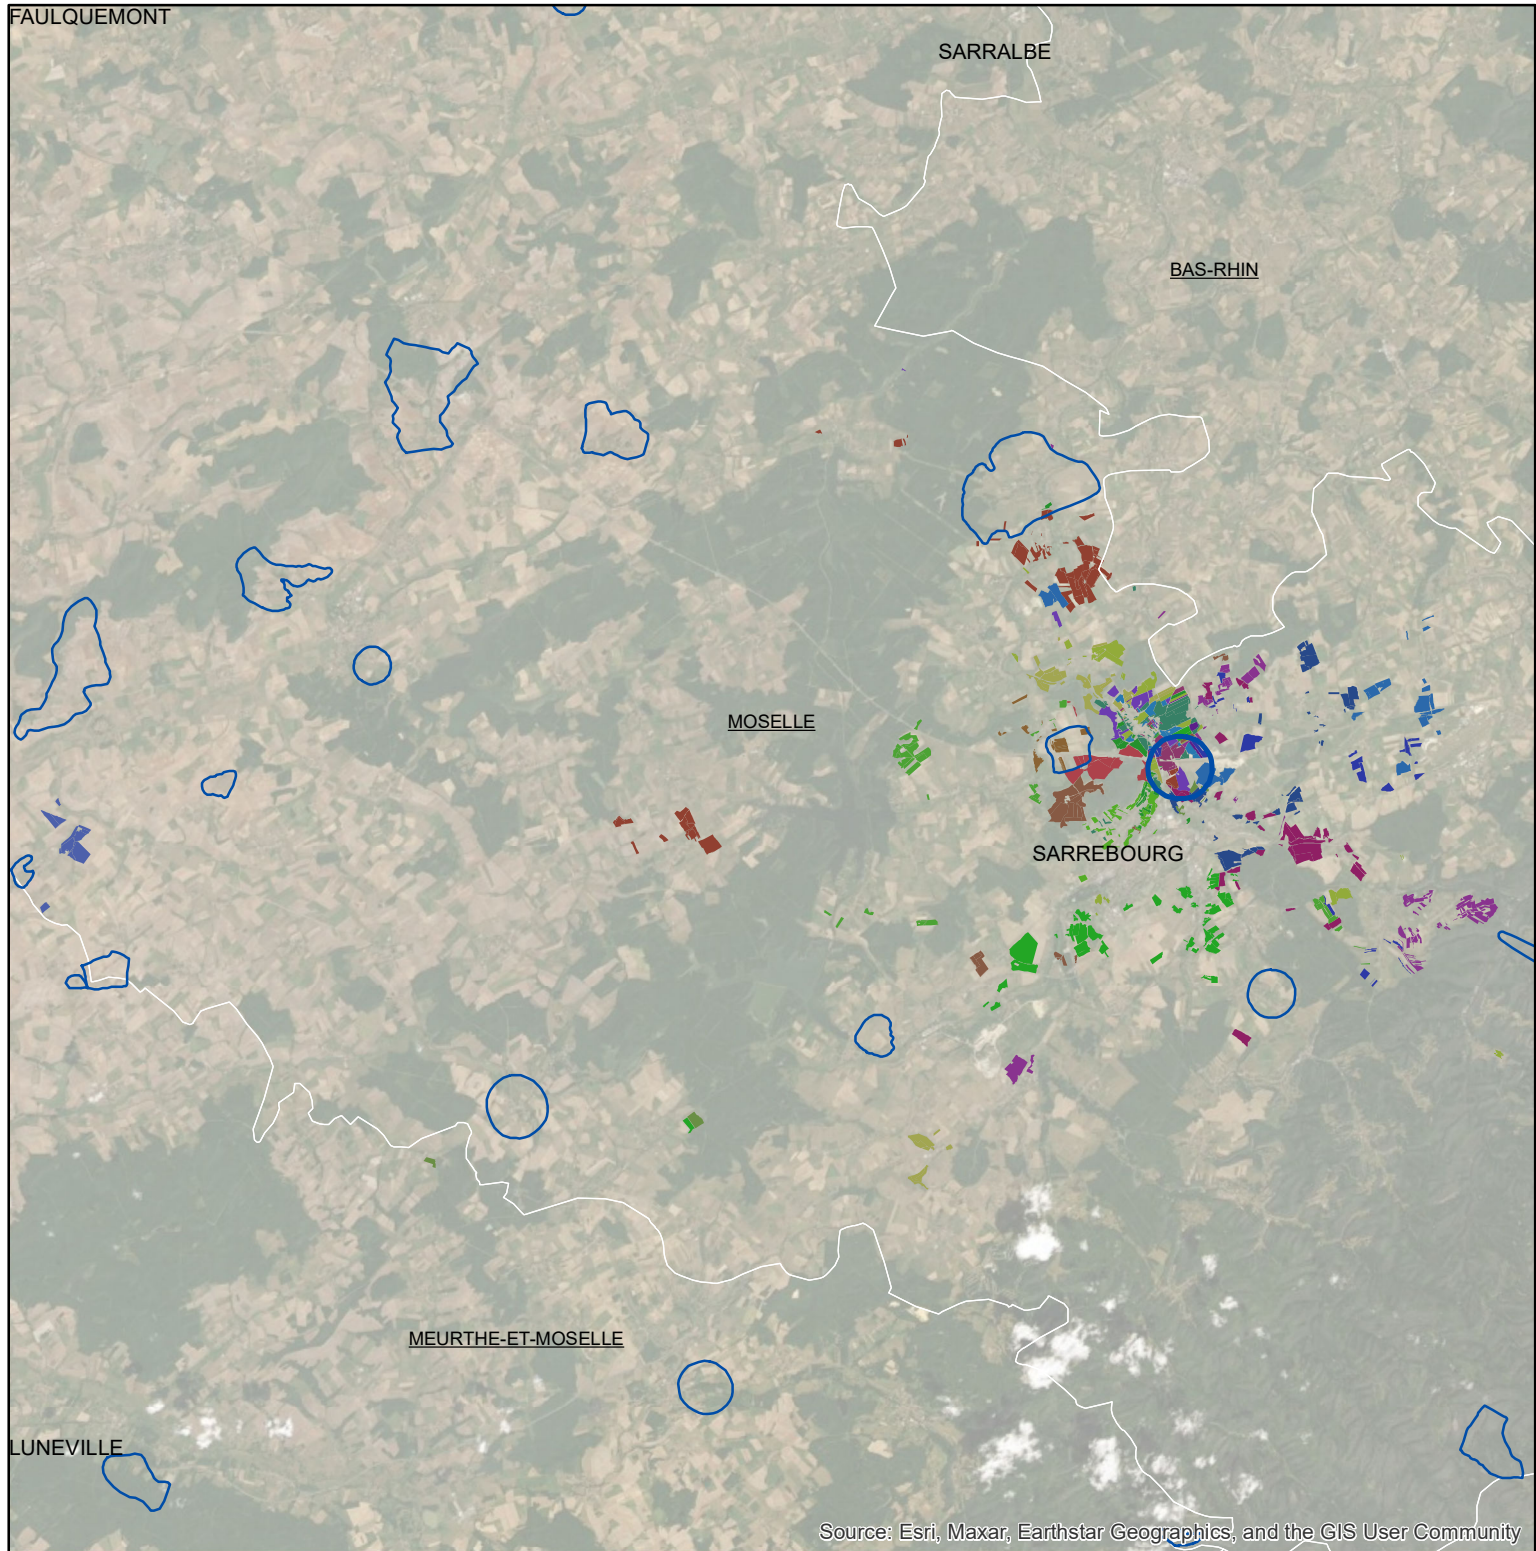 FAULQUEMONT
SARRALBE
BAS-RHIN
MOSELLE
SARREBOURG
MEURTHE-ET-MOSELLE
LUNEVILLE
Source: Esri, Maxar, Earthstar Geographics, and the GIS User Community